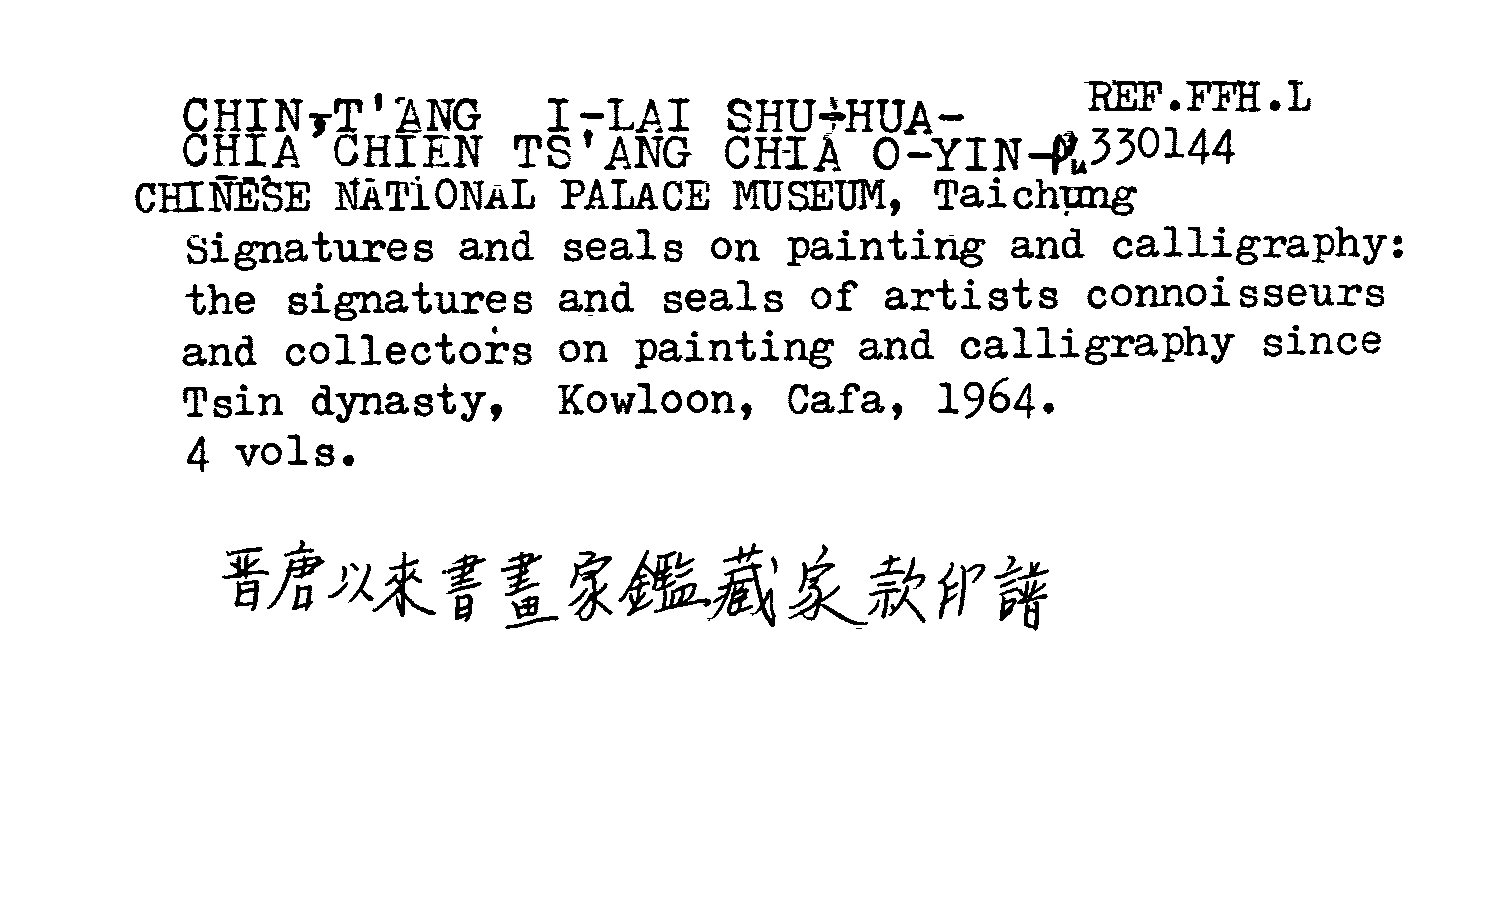 CHIN-T'ANG I-LAI SHU-HUA- REF.FFH.L
CHIA CHIEN TS'ANG CHIA O-YIN-Pu 330144
CHINESE NATIONAL PALACE MUSEUM, Taichung
Signatures and seals on painting and calligraphy:
the signatures and seals of artists connoisseurs
and collectors on painting and calligraphy since
Tsin dynasty, Kowloon, Cafa, 1964.
4 vols.
晋唐以來書畫家鑑藏家款印譜